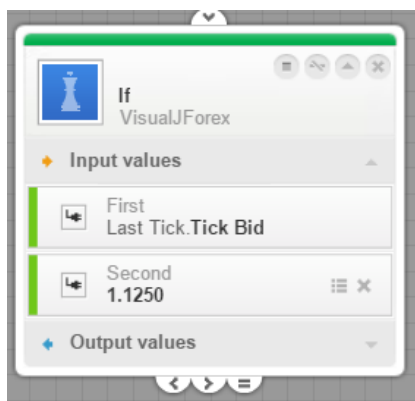 If
VisualJForex
Input values
First
Last Tick.Tick Bid
Second
1.1250
Output values